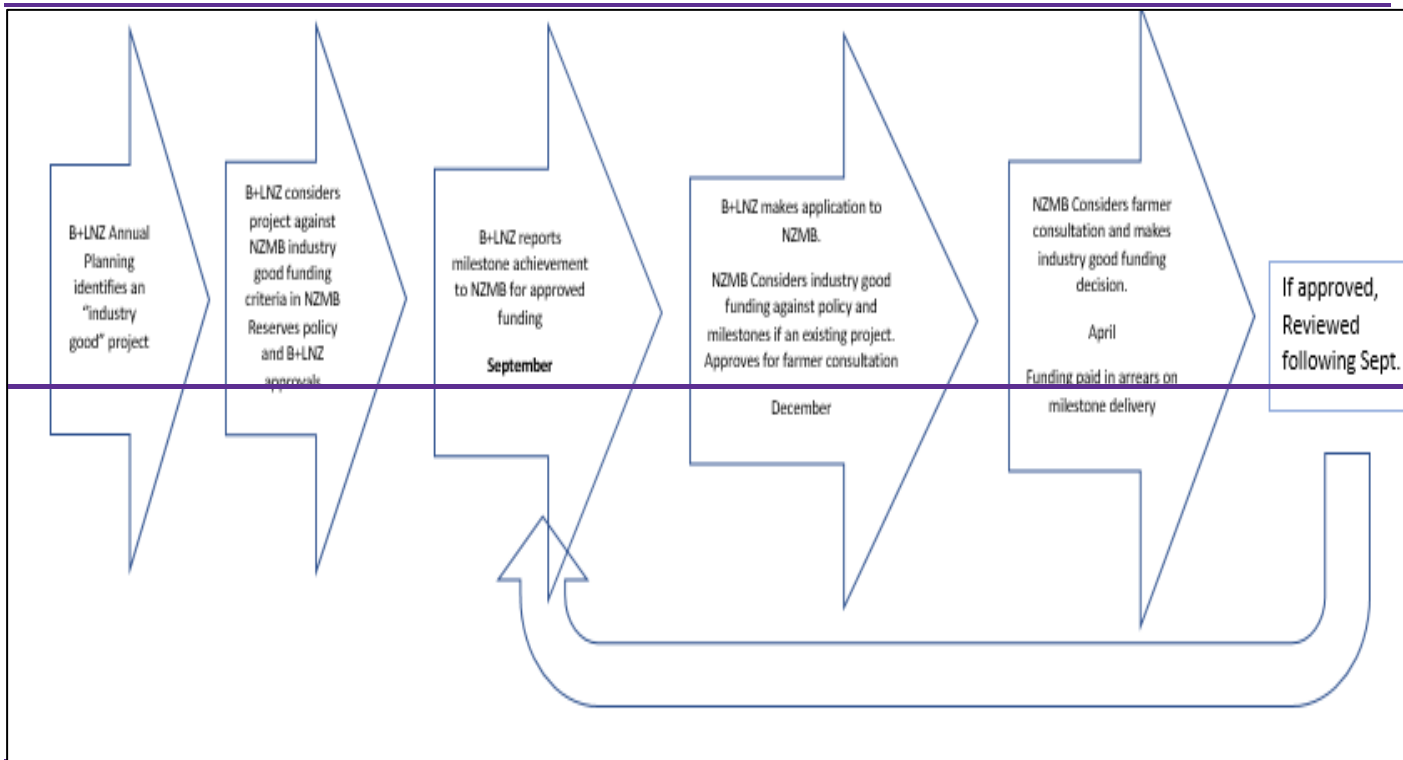 B+LNZ Annual
Planning
identifies an
“industry
good” project
B+LNZ considers
project against
NZMB industry
good funding
criteria in NZMB
Reserves policy
and B+LNZ
approvals
B+LNZ reports
milestone achievement
to NZMB for approved
funding
September
B+LNZ makes application to
NZMB.
NZMB Considers industry good
funding against policy and
milestones if an existing project.
Approves for farmer consultation
December
NZMB Considers farmer
consultation and makes
industry good funding
decision.
April
Funding paid in arrears on
milestone delivery
If approved,
Reviewed
following Sept.